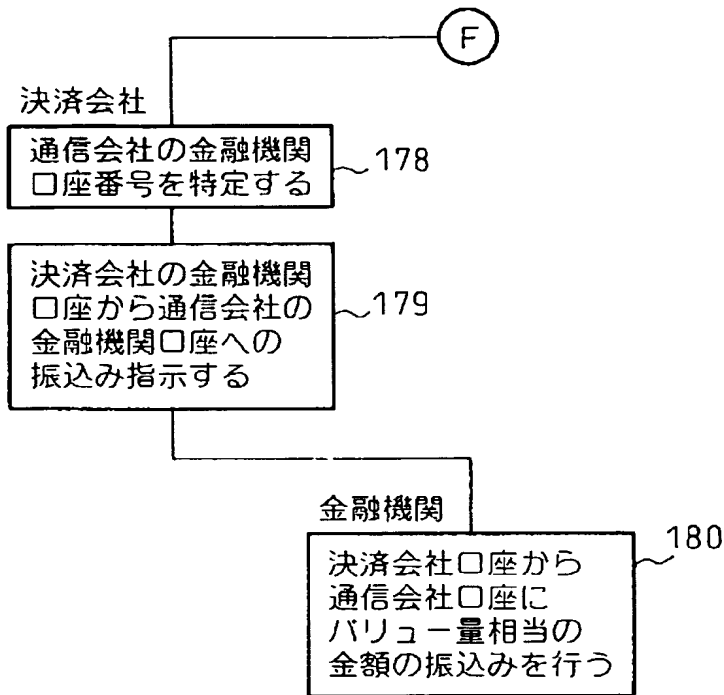 F
決済会社
通信会社の金融機関
口座番号を特定する
178
決済会社の金融機関
口座から通信会社の
金融機関口座への
振込み指示する
179
金融機関
180
決済会社口座から
通信会社口座に
バリュー量相当の
金額の振込みを行う